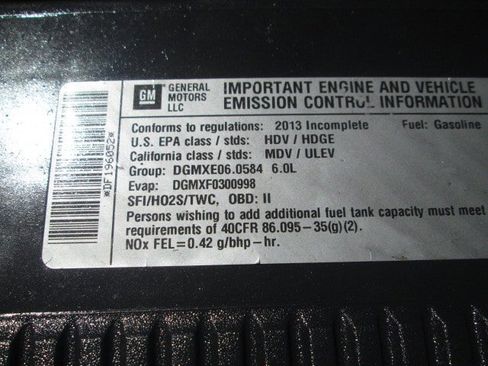 GM
GENERAL MOTORS LLC
IMPORTANT ENGINE AND VEHICLE
EMISSION CONTROL INFORMATION
Conforms to regulations: 2013 Incomplete Fuel: Gasoline
U.S. EPA class / stds: HDV / HDGE
California class / stds: MDV / ULEV
Group: DGMXE06.0584 6.0L
Evap: DGMXF0300998
SFI/HO2S/TWC, OBD: II
Persons wishing to add additional fuel tank capacity must meet
requirements of 40CFR 86.095-35(g)(2).
NOx FEL=0.42 g/bhp-hr.
*DF196052*